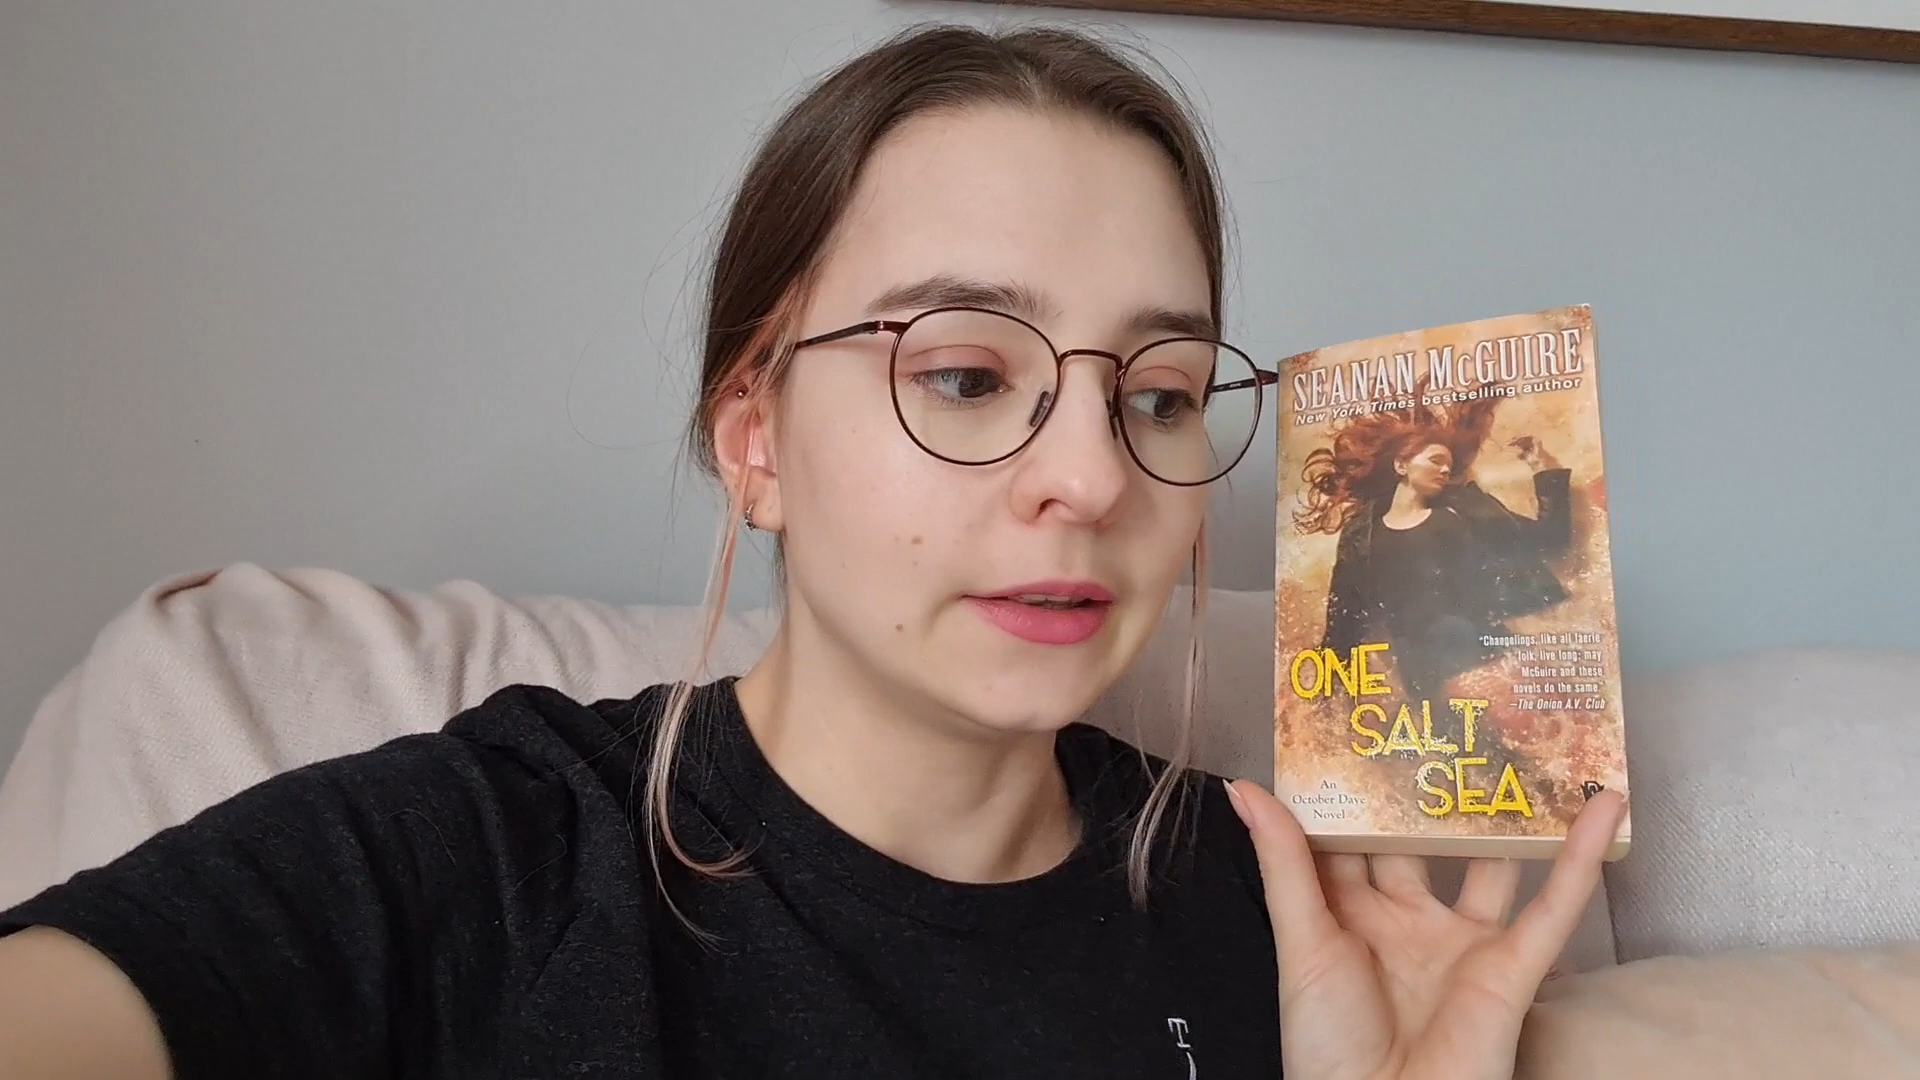 SEANAN McGUIRE
New York Times bestselling author
"Changelings, like all faerie
folk, live long; may
McGuire and these
novels do the same."
—The Onion A.V. Club
ONE
SALT
SEA
An
October Daye
Novel
T